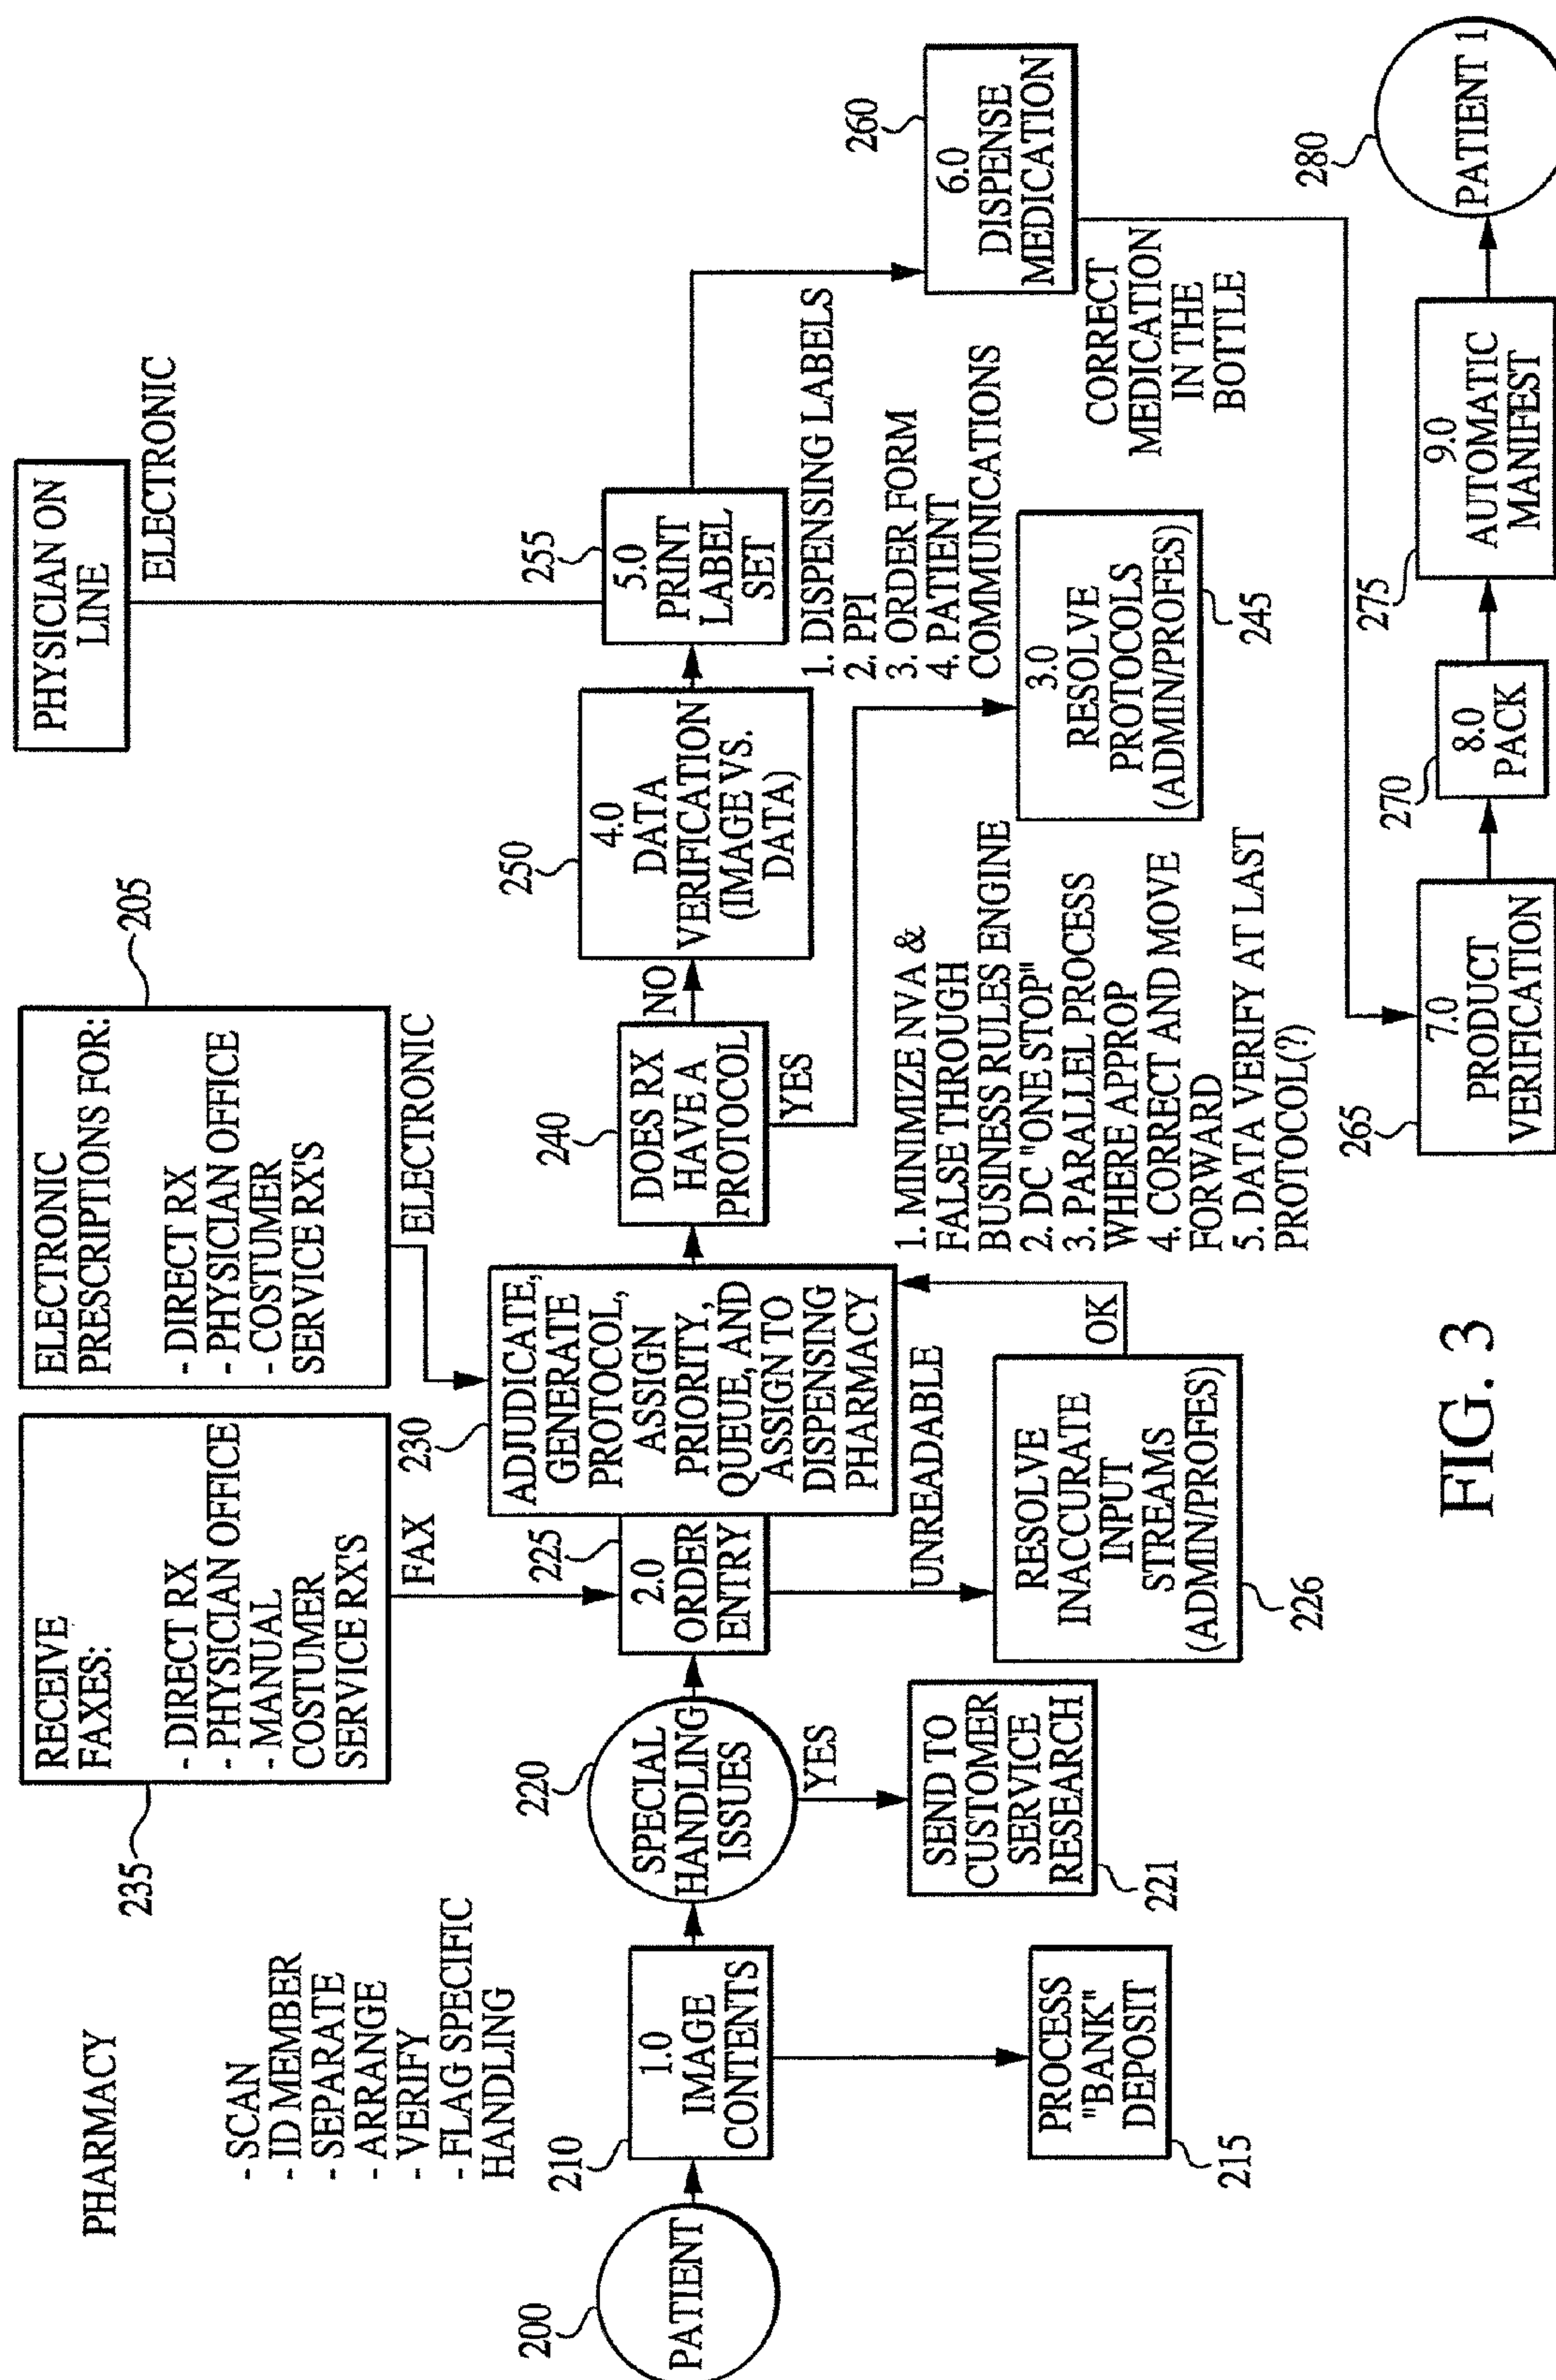 PHARMACY
- SCAN
- ID MEMBER
- SEPARATE
- ARRANGE
- VERIFY
- FLAG SPECIFIC
HANDLING
235
RECEIVE
FAXES:
- DIRECT RX
- PHYSICIAN OFFICE
- MANUAL
COSTUMER
SERVICE RX'S
FAX
205
ELECTRONIC
PRESCRIPTIONS FOR:
- DIRECT RX
- PHYSICIAN OFFICE
- COSTUMER
SERVICE RX'S
ELECTRONIC
PHYSICIAN ON
LINE
ELECTRONIC
200
PATIENT
210
1.0
IMAGE
CONTENTS
215
PROCESS
"BANK"
DEPOSIT
220
SPECIAL
HANDLING
ISSUES
YES
SEND TO
CUSTOMER
SERVICE
RESEARCH
221
225
2.0
ORDER
ENTRY
UNREADABLE
RESOLVE
INACCURATE
INPUT
STREAMS
(ADMIN/PROFES)
226
OK
230
ADJUDICATE,
GENERATE
PROTOCOL,
ASSIGN
PRIORITY,
QUEUE, AND
ASSIGN TO
DISPENSING
PHARMACY
240
DOES RX
HAVE A
PROTOCOL
NO
YES
250
4.0
DATA
VERIFICATION
(IMAGE VS.
DATA)
255
5.0
PRINT
LABEL
SET
1. DISPENSING LABELS
2. PPI
3. ORDER FORM
4. PATIENT
COMMUNICATIONS
3.0
RESOLVE
PROTOCOLS
(ADMIN/PROFES)
245
1. MINIMIZE NVA &
FALSE THROUGH
BUSINESS RULES ENGINE
2. DC "ONE STOP"
3. PARALLEL PROCESS
WHERE APPROP
4. CORRECT AND MOVE
FORWARD
5. DATA VERIFY AT LAST
PROTOCOL(?)
260
6.0
DISPENSE
MEDICATION
CORRECT
MEDICATION
IN THE
BOTTLE
265
7.0
PRODUCT
VERIFICATION
270
8.0
PACK
275
9.0
AUTOMATIC
MANIFEST
280
PATIENT 1
FIG. 3